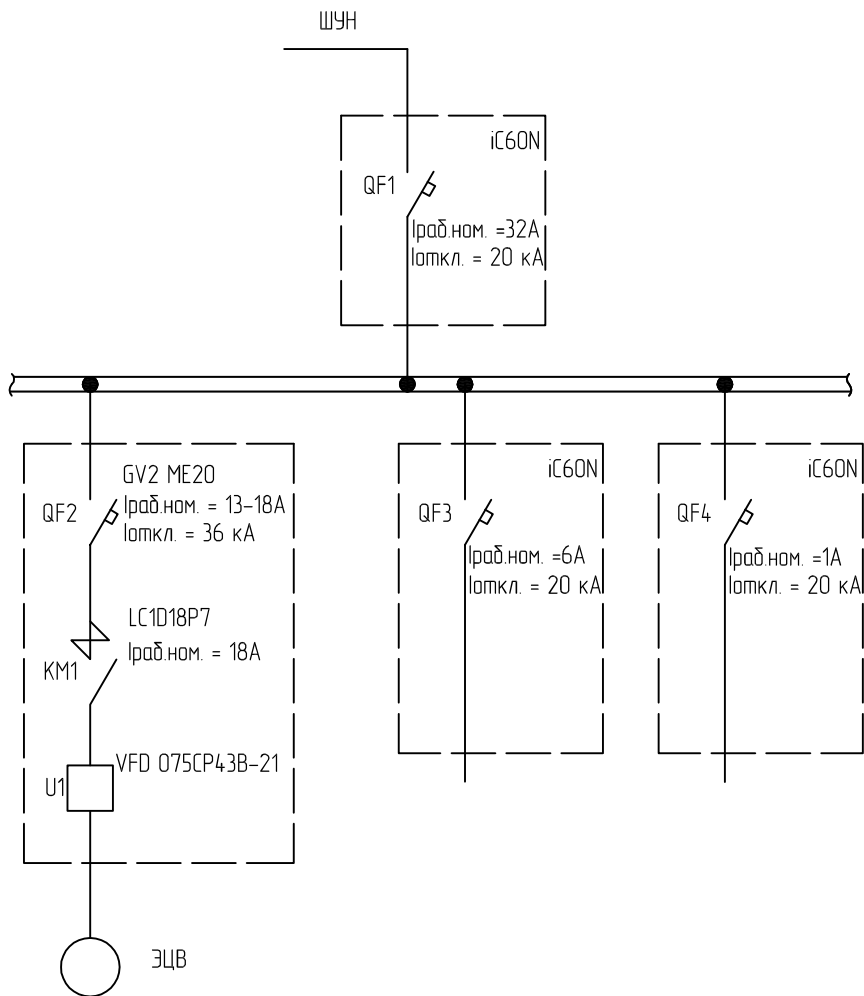 ШУН
iC60N
QF1
Iраб.ном. =32А
Iоткл. = 20 кА
GV2 ME20
QF2
Iраб.ном. = 13-18А
Iоткл. = 36 кА
LC1D18P7
KM1
Iраб.ном. = 18А
VFD 075CP43B-21
U1
ЭЦВ
iC60N
QF3
Iраб.ном. =6А
Iоткл. = 20 кА
iC60N
QF4
Iраб.ном. =1А
Iоткл. = 20 кА